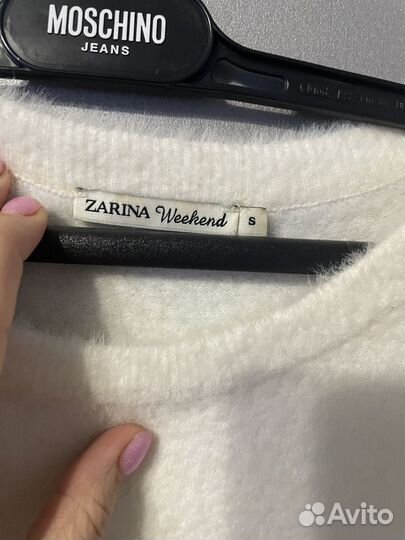 MOSCHINO
JEANS
ZARINA Weekend S
Avito